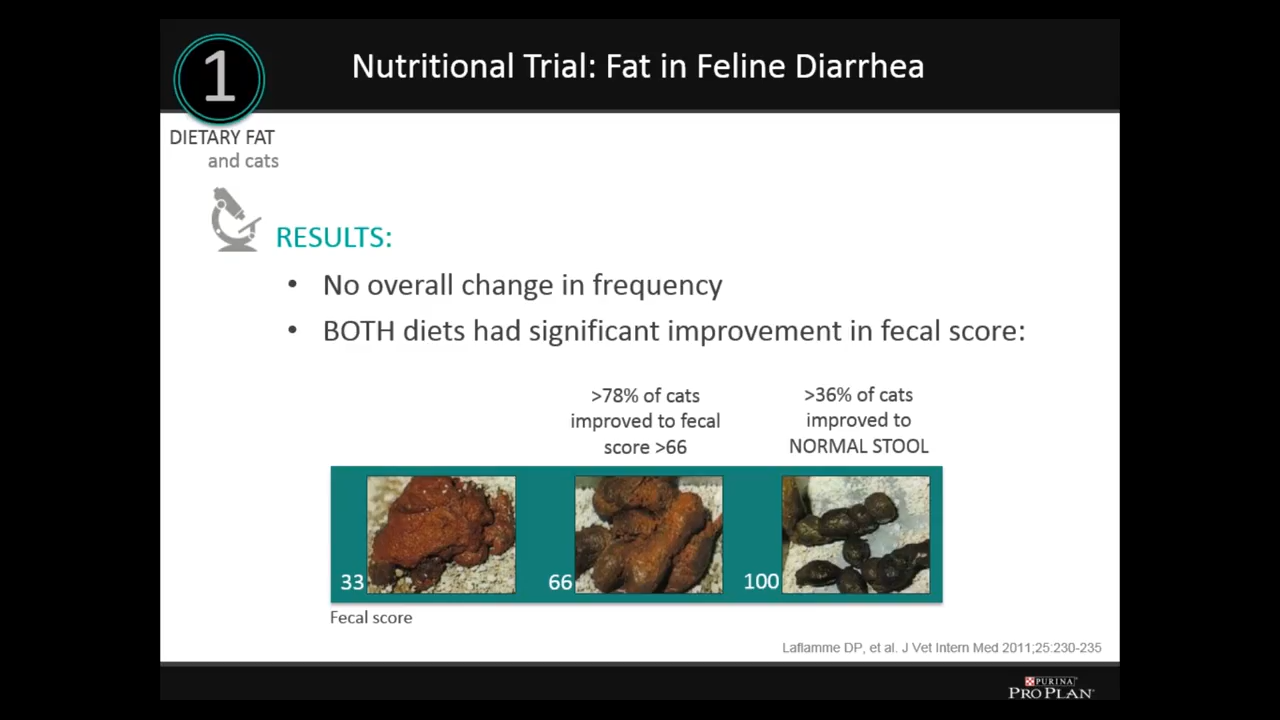 1
Nutritional Trial: Fat in Feline Diarrhea
DIETARY FAT
and cats
RESULTS:
• No overall change in frequency
• BOTH diets had significant improvement in fecal score:
>78% of cats
improved to fecal
score >66
>36% of cats
improved to
NORMAL STOOL
33
66
100
Fecal score
Laflamme DP, et al. J Vet Intern Med 2011;25:230-235
PURINA
PRO PLAN